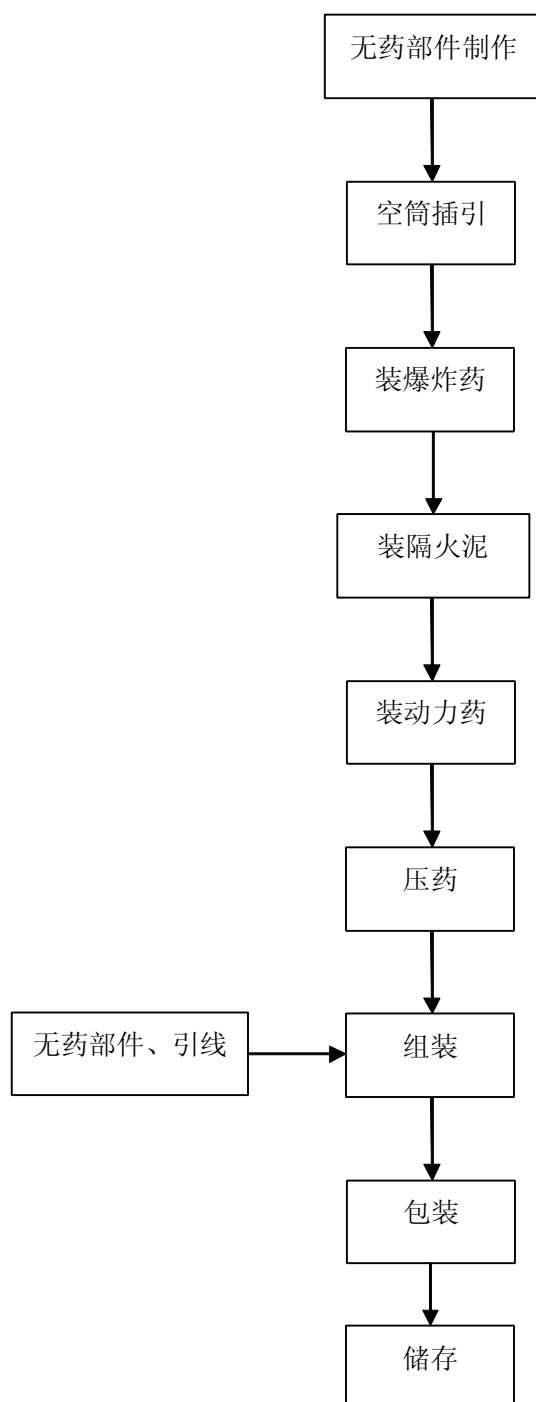 无药部件制作
空筒插引
装爆炸药
装隔火泥
装动力药
压药
无药部件、引线
组装
包装
储存